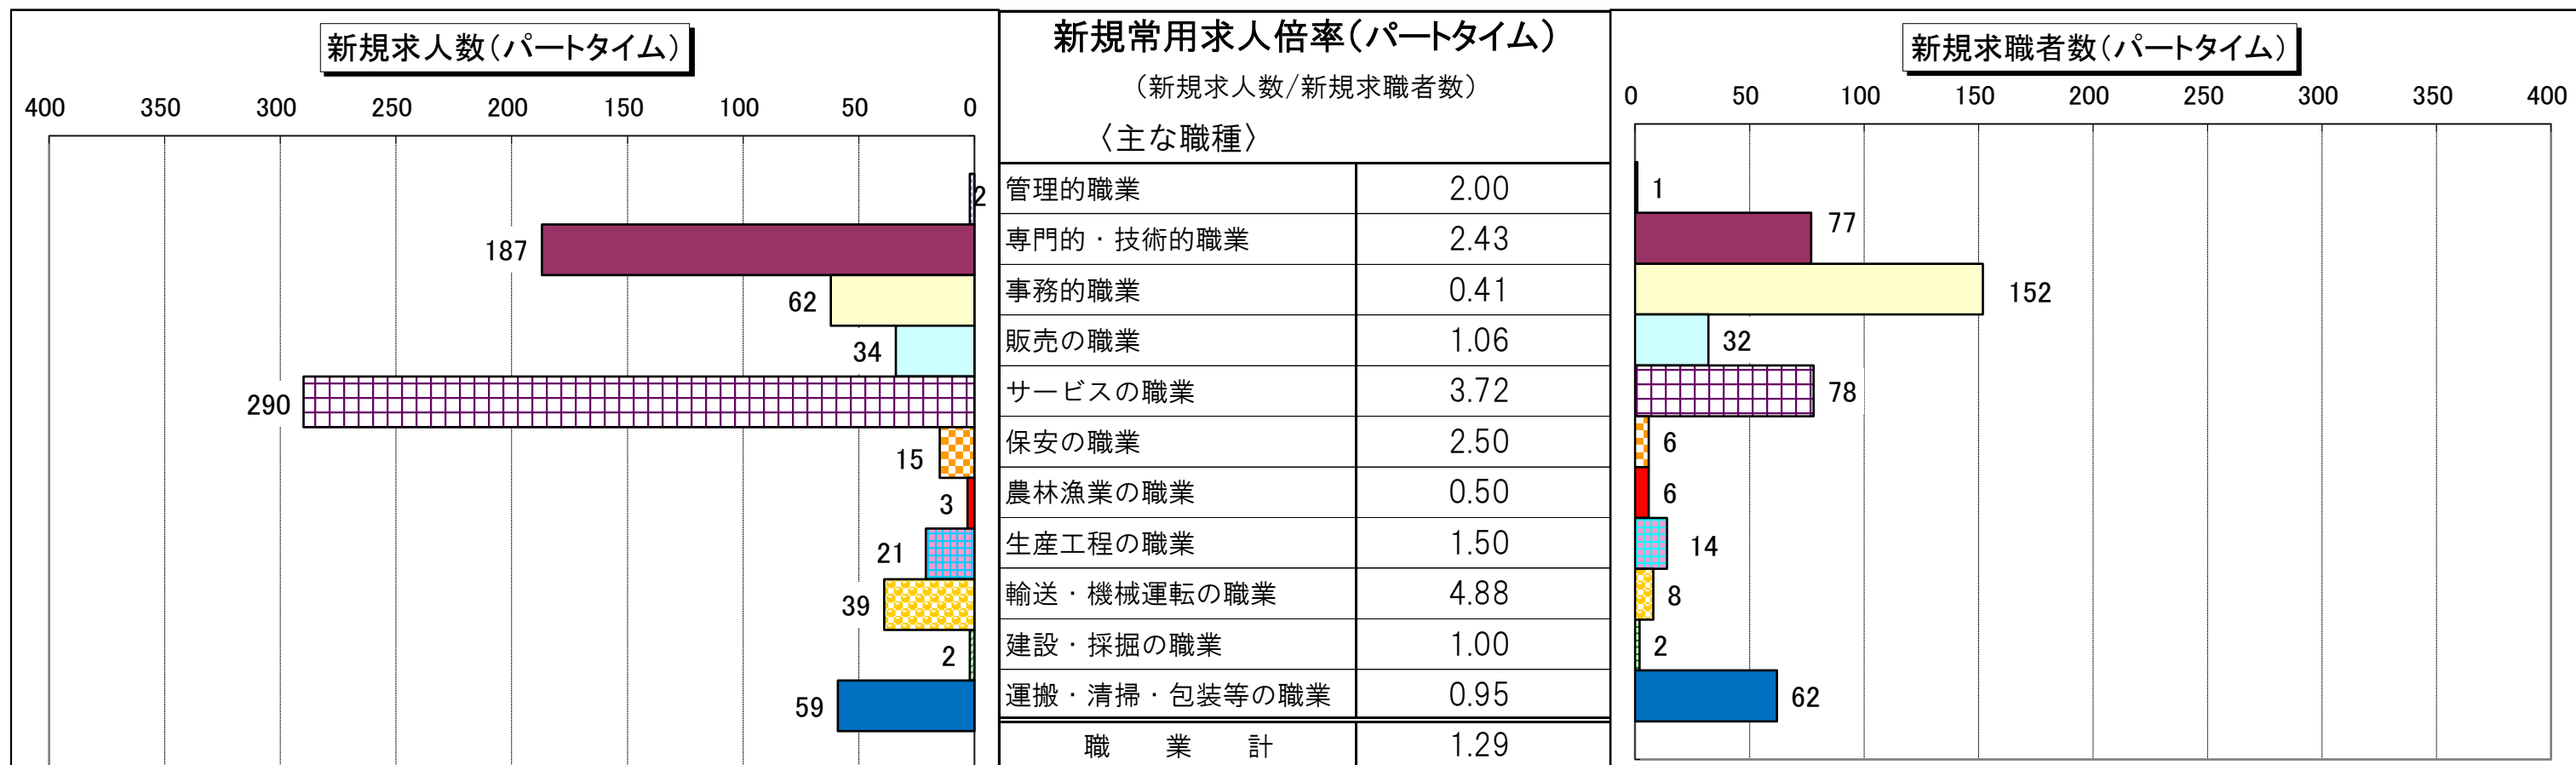 新規求人数(パートタイム)
400 350 300 250 200 150 100 50 0
2
187
62
34
290
15
3
21
39
2
59
新規常用求人倍率(パートタイム)
(新規求人数/新規求職者数)
〈主な職種〉
管理的職業 2.00
専門的・技術的職業 2.43
事務的職業 0.41
販売の職業 1.06
サービスの職業 3.72
保安の職業 2.50
農林漁業の職業 0.50
生産工程の職業 1.50
輸送・機械運転の職業 4.88
建設・採掘の職業 1.00
運搬・清掃・包装等の職業 0.95
職 業 計 1.29
新規求職者数(パートタイム)
0 50 100 150 200 250 300 350 400
1
77
152
32
78
6
6
14
8
2
62